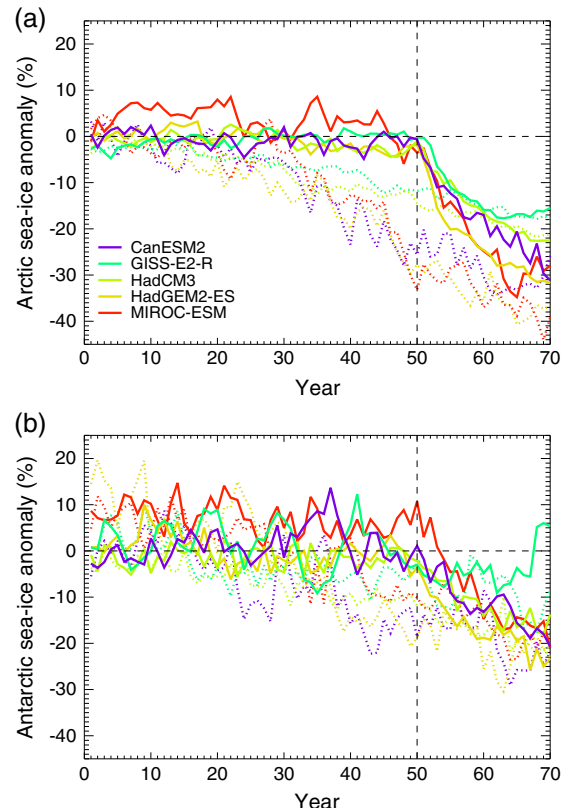 (a)
Arctic sea-ice anomaly (%)
20
10
0
-10
-20
-30
-40
CanESM2
GISS-E2-R
HadCM3
HadGEM2-ES
MIROC-ESM
0 10 20 30 40 50 60 70
Year
(b)
Antarctic sea-ice anomaly (%)
20
10
0
-10
-20
-30
-40
0 10 20 30 40 50 60 70
Year